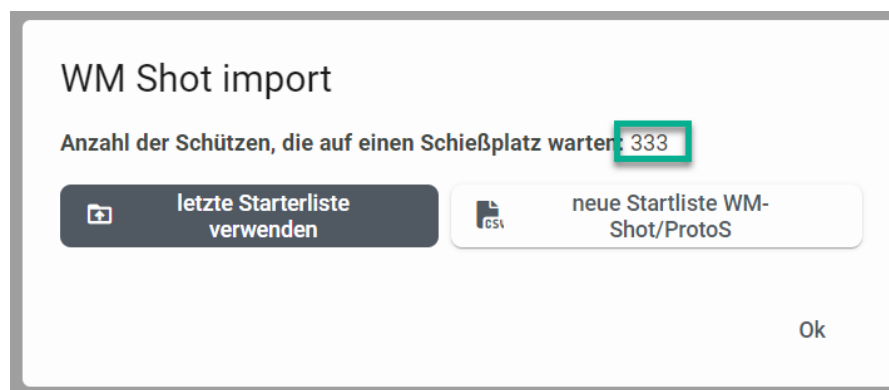 WM Shot import
Anzahl der Schützen, die auf einen Schießplatz warten: 333
letzte Starterliste
verwenden
CSV
neue Startliste WM-
Shot/ProtoS
Ok